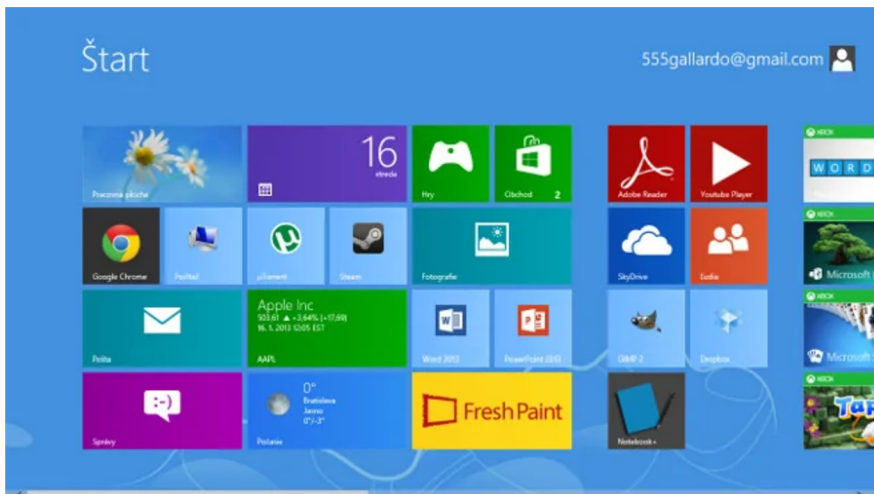 Štart
555gallardo@gmail.com
Pracovná plocha
16
streda
Hry
Obchod 2
Adobe Reader
Youtube Player
XBOX
WORD
Google Chrome
Počítač
µTorrent
Steam
Fotografie
SkyDrive
Ľudia
XBOX
Microsoft
Pošta
Apple Inc
503,61 ▲ +3,64% (+17,69)
16. 1. 2013 12:05 EST
AAPL
Word 2013
PowerPoint 2013
GIMP 2
Dropbox
XBOX
Microsoft S
Správy
0°
Bratislava
Jasno
0°/-3°
Počasie
Fresh Paint
Notebook+
XBOX
Tap